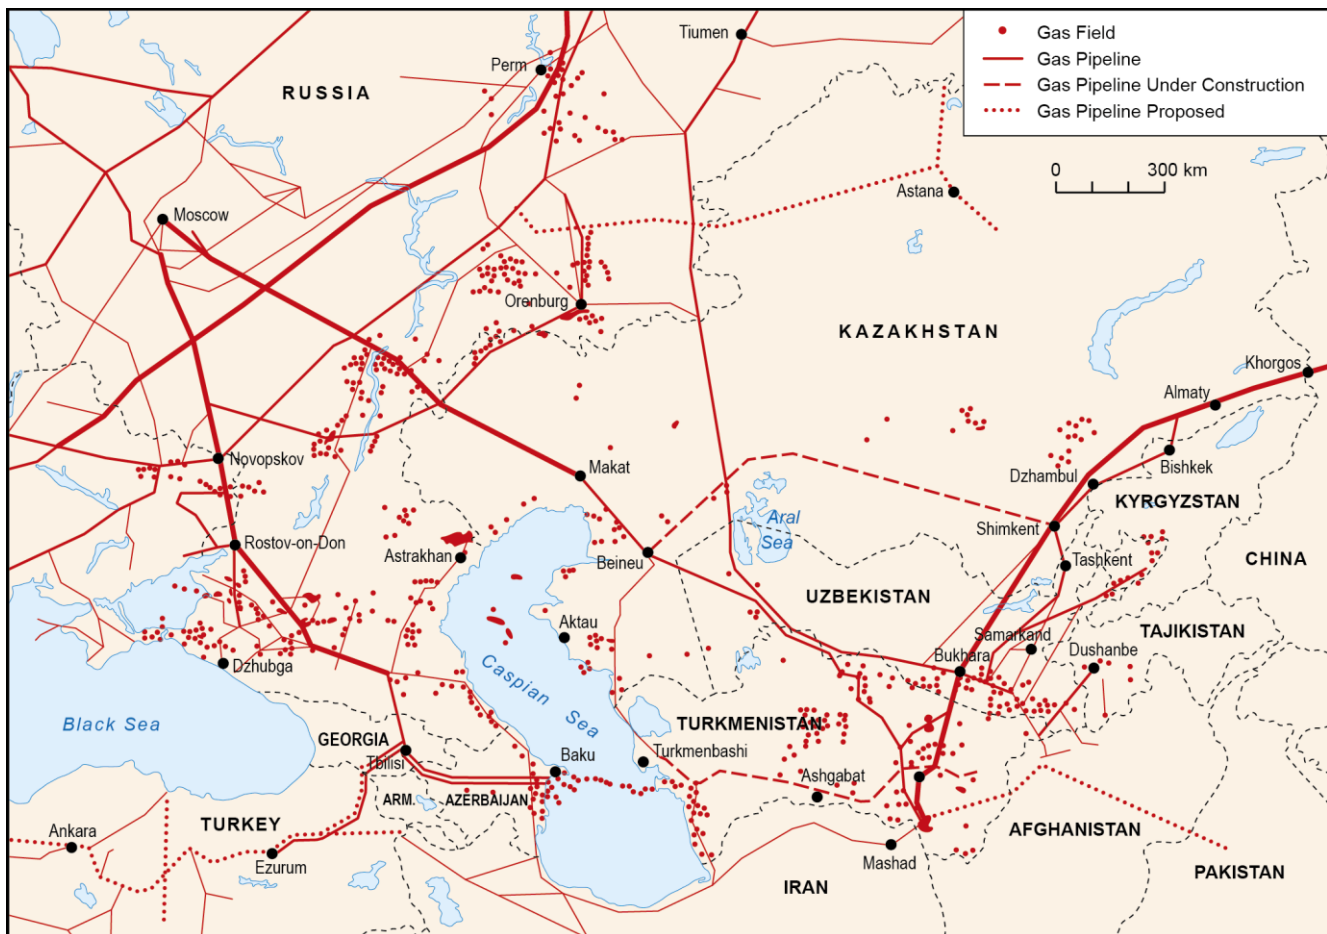 Tiumen
Gas Field
Gas Pipeline
Gas Pipeline Under Construction
Gas Pipeline Proposed
0 300 km
Perm
RUSSIA
Astana
Moscow
Orenburg
KAZAKHSTAN
Khorgos
Almaty
Novopskov
Makat
Bishkek
Dzhambul
KYRGYZSTAN
Aral
Sea
Shimkent
Rostov-on-Don
Astrakhan
Beineu
Tashkent
CHINA
UZBEKISTAN
Aktau
Samarkand
TAJIKISTAN
Dushanbe
Bukhara
Dzhubga
Caspian Sea
Black Sea
TURKMENISTAN
GEORGIA
Tbilisi
Baku
Turkmenbashi
Ashgabat
ARM.
AZERBAIJAN
Ankara
TURKEY
AFGHANISTAN
Ezurum
Mashad
PAKISTAN
IRAN